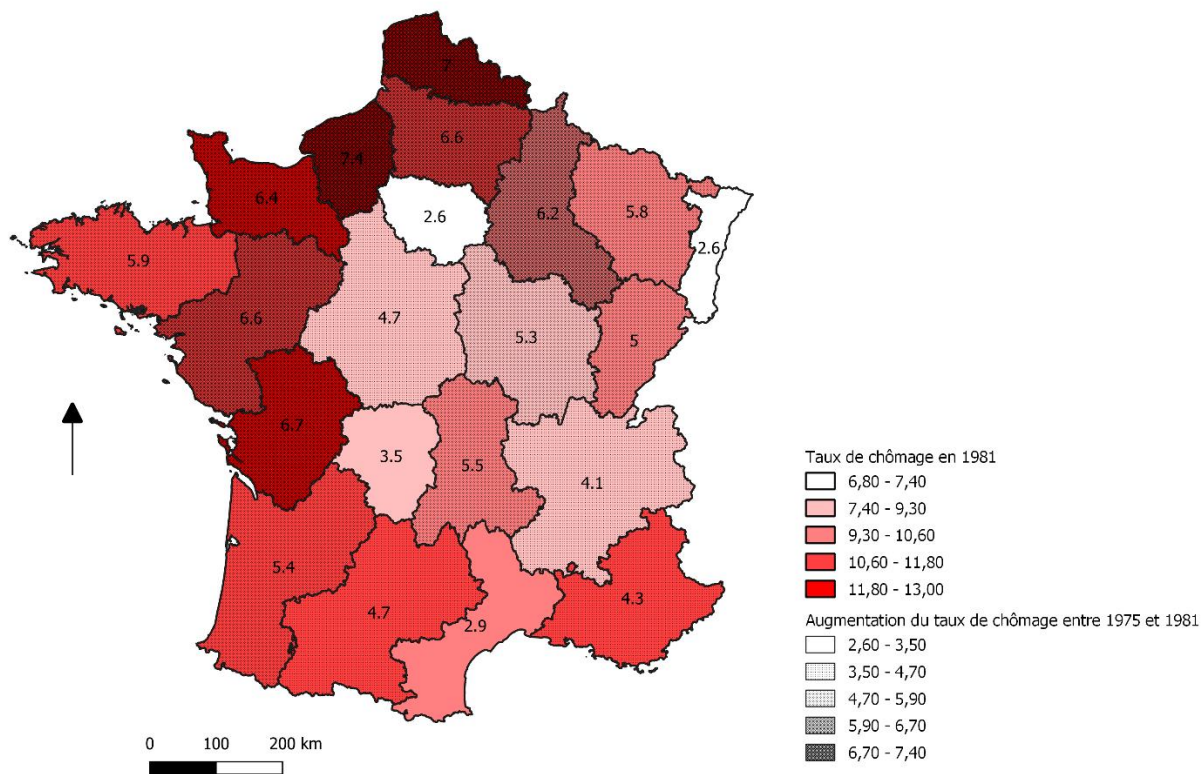 7
6.6
7.4
6.4
2.6
6.2
5.8
2.6
5.9
6.6
4.7
5.3
5
6.7
3.5
5.5
4.1
5.4
4.7
2.9
4.3
Taux de chômage en 1981
6,80 - 7,40
7,40 - 9,30
9,30 - 10,60
10,60 - 11,80
11,80 - 13,00
Augmentation du taux de chômage entre 1975 et 1981
2,60 - 3,50
3,50 - 4,70
4,70 - 5,90
5,90 - 6,70
6,70 - 7,40
0 100 200 km